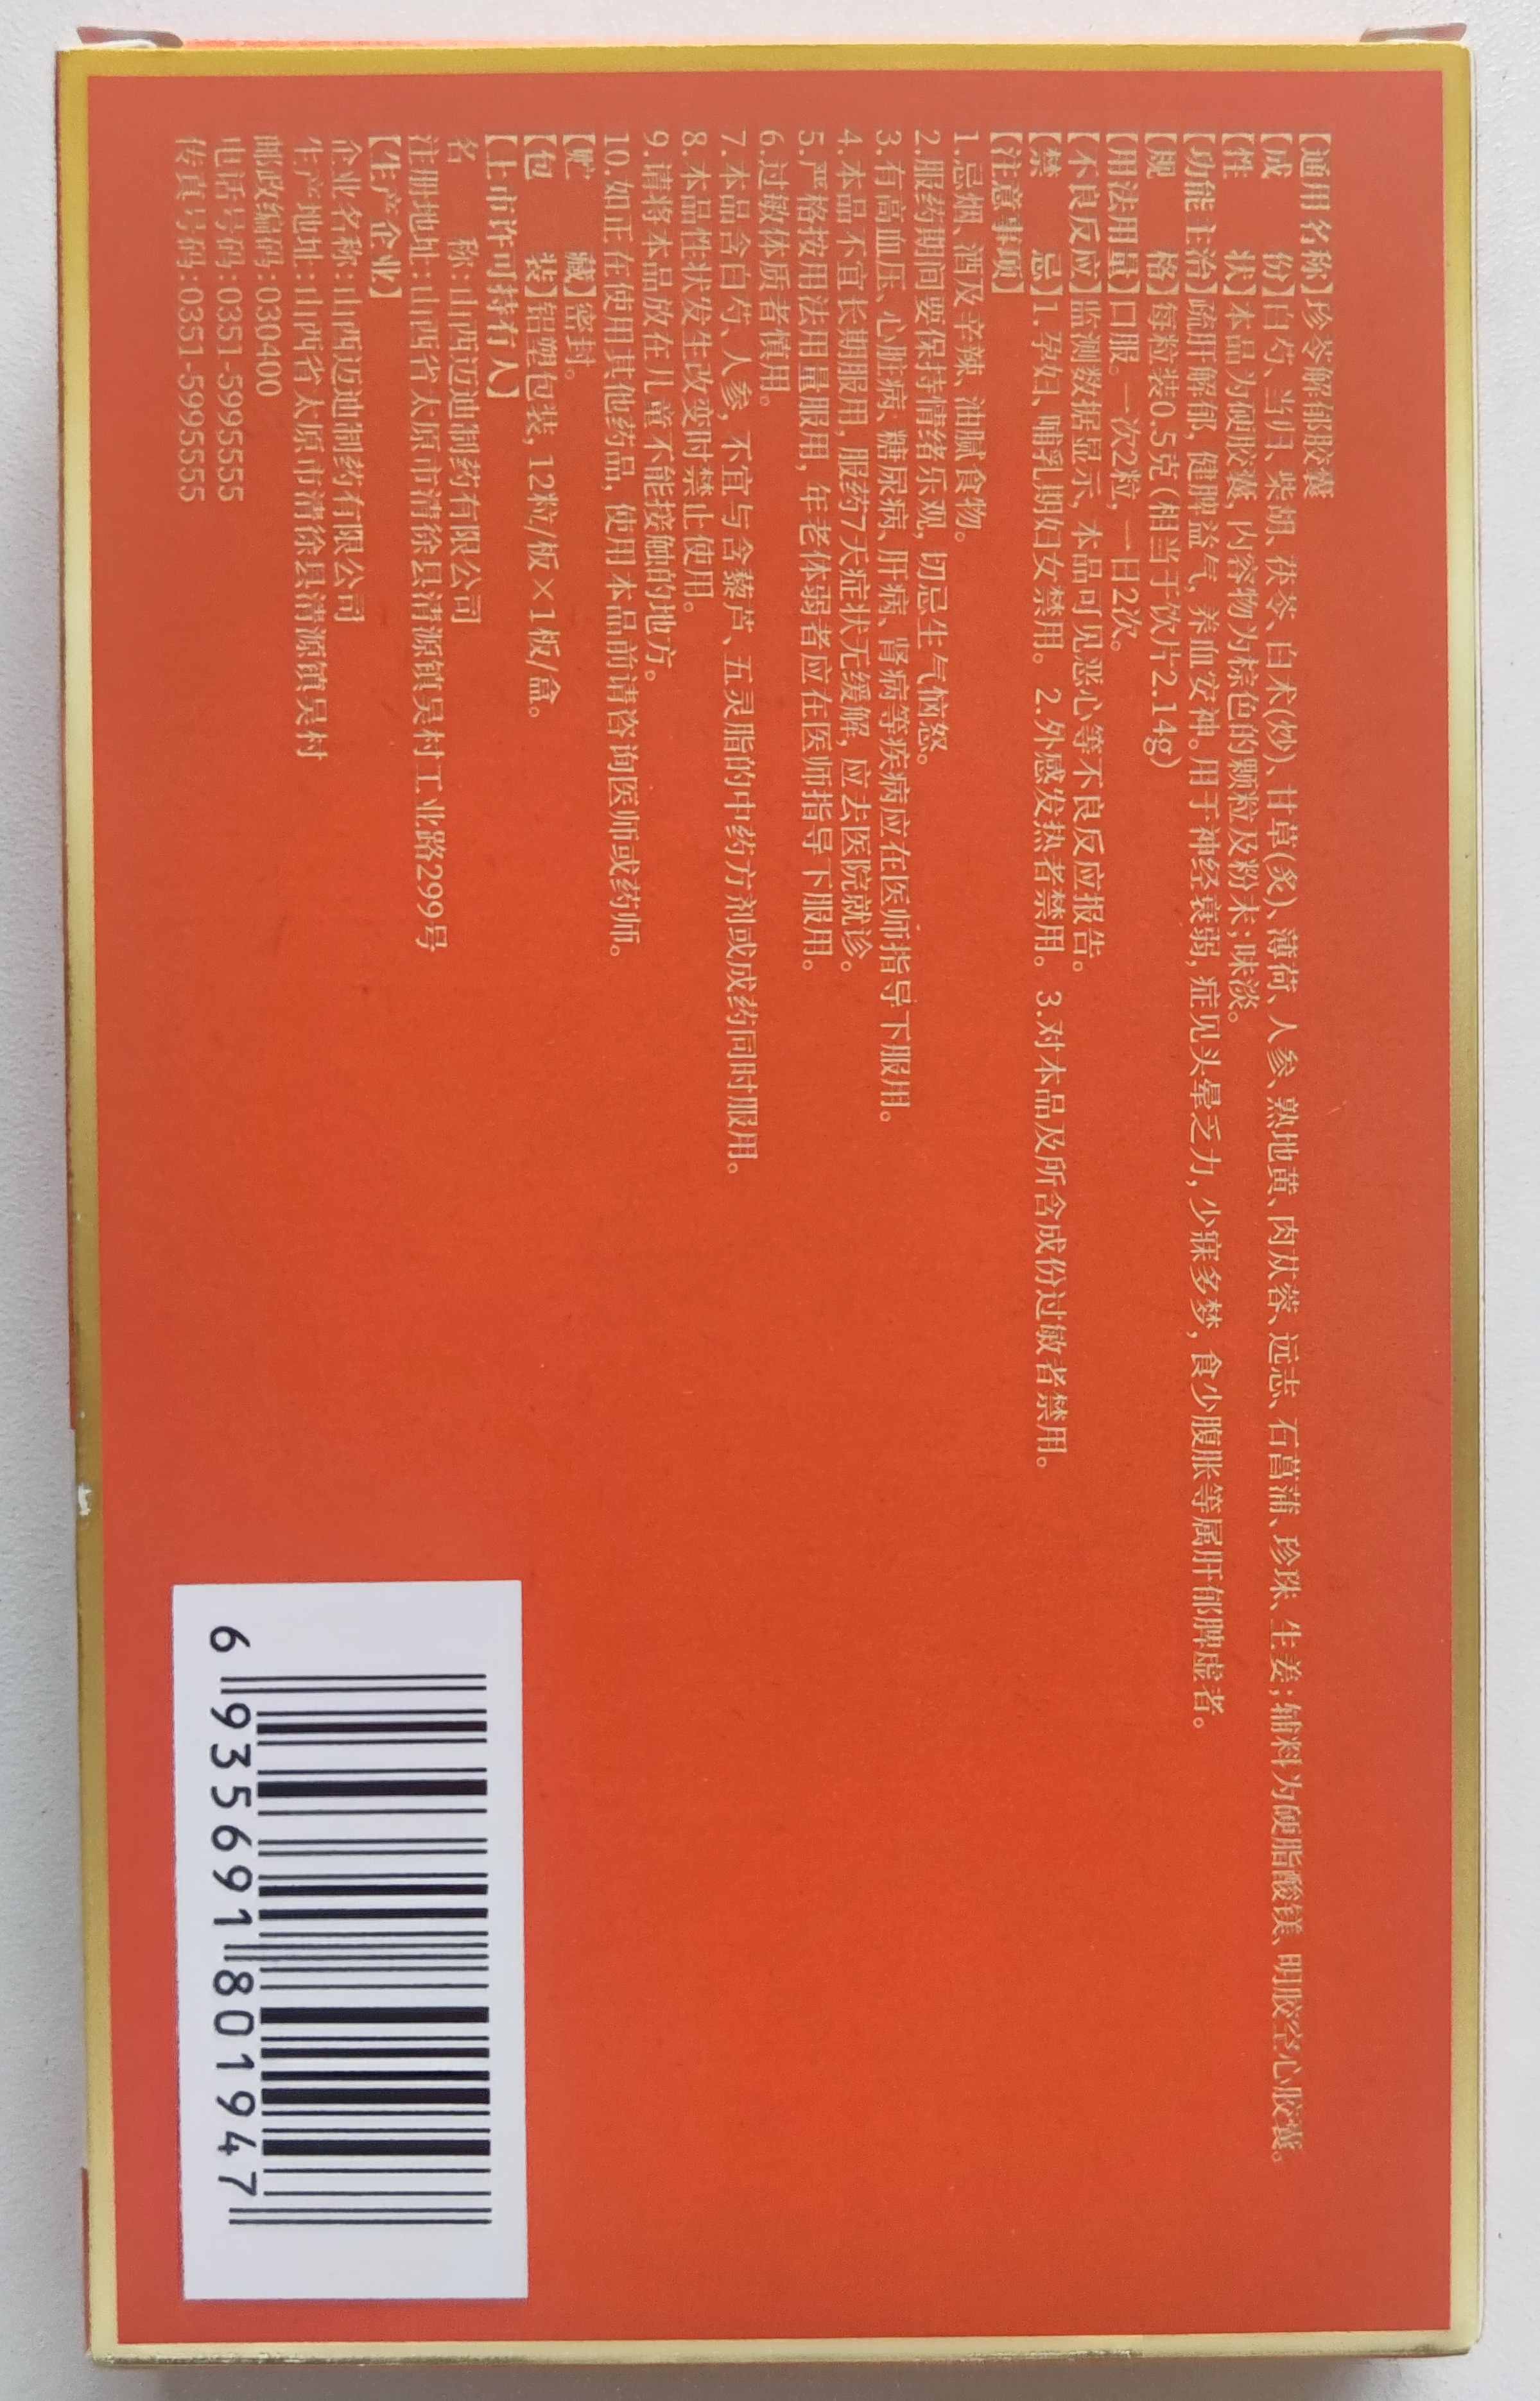 【通用名称】珍芩解郁胶囊
【成　　份】白芍、当归、柴胡、茯苓、白术(炒)、甘草(炙)、薄荷、人参、熟地黄、肉苁蓉、远志、石菖蒲、珍珠、生姜；辅料为硬脂酸镁、明胶空心胶囊。
【性　　状】本品为硬胶囊，内容物为棕色的颗粒及粉末；味淡。
【功能主治】疏肝解郁，健脾益气，养血安神。用于神经衰弱，症见头晕乏力，少寐多梦，食少腹胀等属肝郁脾虚者。
【规　　格】每粒装0.5克(相当于饮片2.14g)
【用法用量】口服。一次2粒，一日2次。
【不良反应】监测数据显示，本品可见恶心等不良反应报告。
【禁　　忌】1.孕妇、哺乳期妇女禁用。2.外感发热者禁用。3.对本品及所含成份过敏者禁用。
【注意事项】
1.忌烟、酒及辛辣、油腻食物。
2.服药期间要保持情绪乐观，切忌生气恼怒。
3.有高血压、心脏病、糖尿病、肝病、肾病等疾病应在医师指导下服用。
4.本品不宜长期服用，服药7天症状无缓解，应去医院就诊。
5.严格按用法用量服用，年老体弱者应在医师指导下服用。
6.过敏体质者慎用。
7.本品含白芍、人参，不宜与含藜芦、五灵脂的中药方剂或成药同时服用。
8.本品性状发生改变时禁止使用。
9.请将本品放在儿童不能接触的地方。
10.如正在使用其他药品，使用本品前请咨询医师或药师。
【贮　　藏】密封。
【包　　装】铝塑包装，12粒/板×1板/盒。
【上市许可持有人】
名　　称：山西迈迪制药有限公司
注册地址：山西省太原市清徐县清源镇吴村工业路299号
【生产企业】
企业名称：山西迈迪制药有限公司
生产地址：山西省太原市清徐县清源镇吴村
邮政编码：030400
电话号码：0351-5995555
传真号码：0351-5995555
6 935691 801947